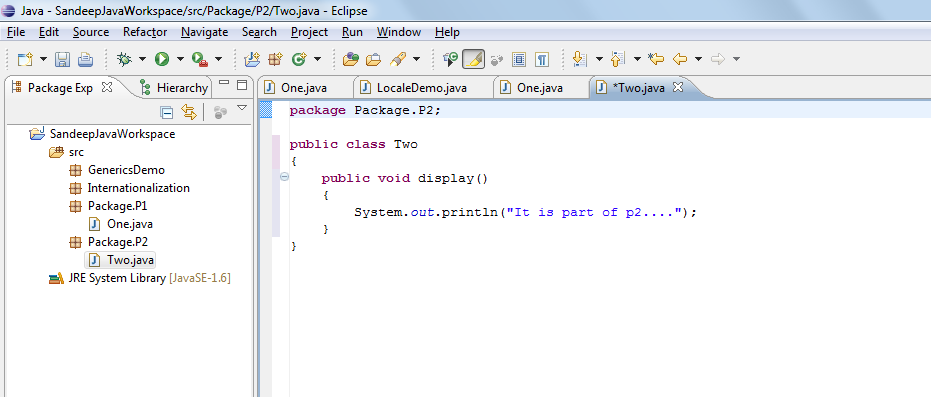 Java - SandeepJavaWorkspace/src/Package/P2/Two.java - Eclipse
File Edit Source Refactor Navigate Search Project Run Window Help
Package Exp Hierarchy
One.java LocaleDemo.java One.java *Two.java
SandeepJavaWorkspace
src
GenericsDemo
Internationalization
Package.P1
One.java
Package.P2
Two.java
JRE System Library [JavaSE-1.6]
package Package.P2;
public class Two
{
public void display()
{
System.out.println("It is part of p2....");
}
}